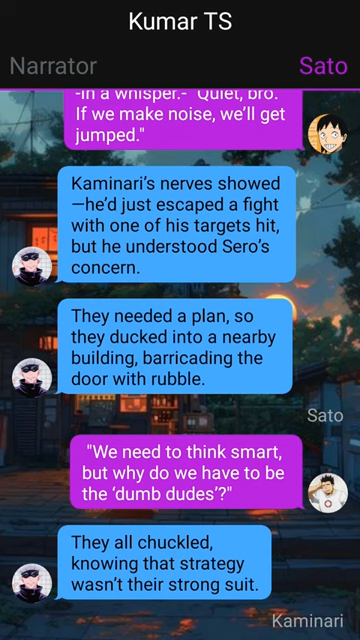 Kumar TS
Narrator Sato
-In a whisper.- "Quiet, bro.
If we make noise, we'll get
jumped."
Kaminari's nerves showed
—he'd just escaped a fight
with one of his targets hit,
but he understood Sero's
concern.
They needed a plan, so
they ducked into a nearby
building, barricading the
door with rubble.
Sato
"We need to think smart,
but why do we have to be
the 'dumb dudes'?"
They all chuckled,
knowing that strategy
wasn't their strong suit.
Kaminari